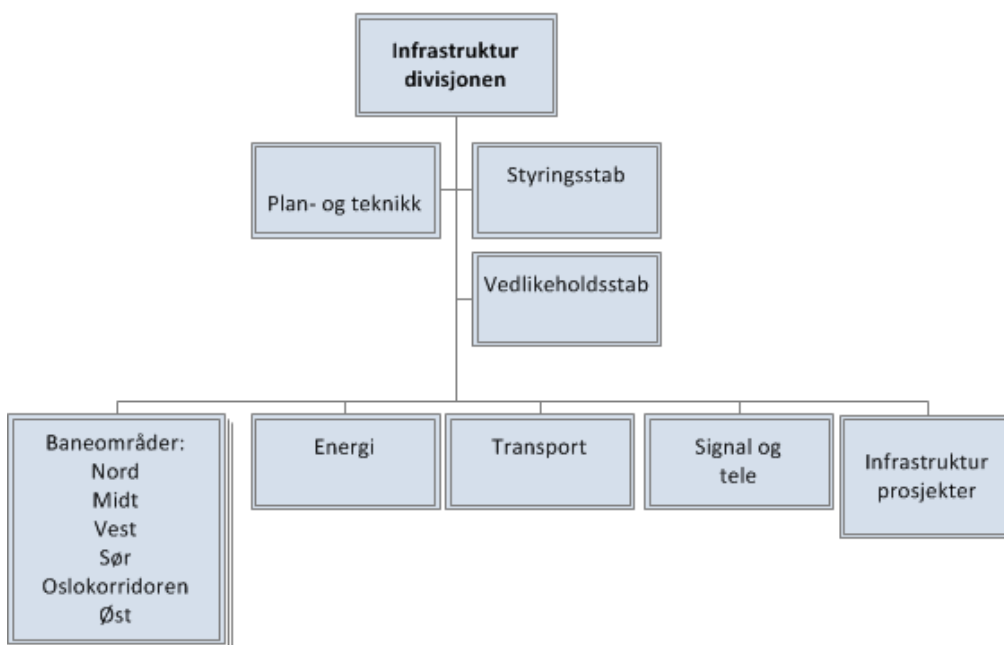 Infrastruktur
divisjonen
Plan- og teknikk
Styringsstab
Vedlikeholdsstab
Baneområder:
Nord
Midt
Vest
Sør
Oslokorridoren
Øst
Energi
Transport
Signal og
tele
Infrastruktur
prosjekter